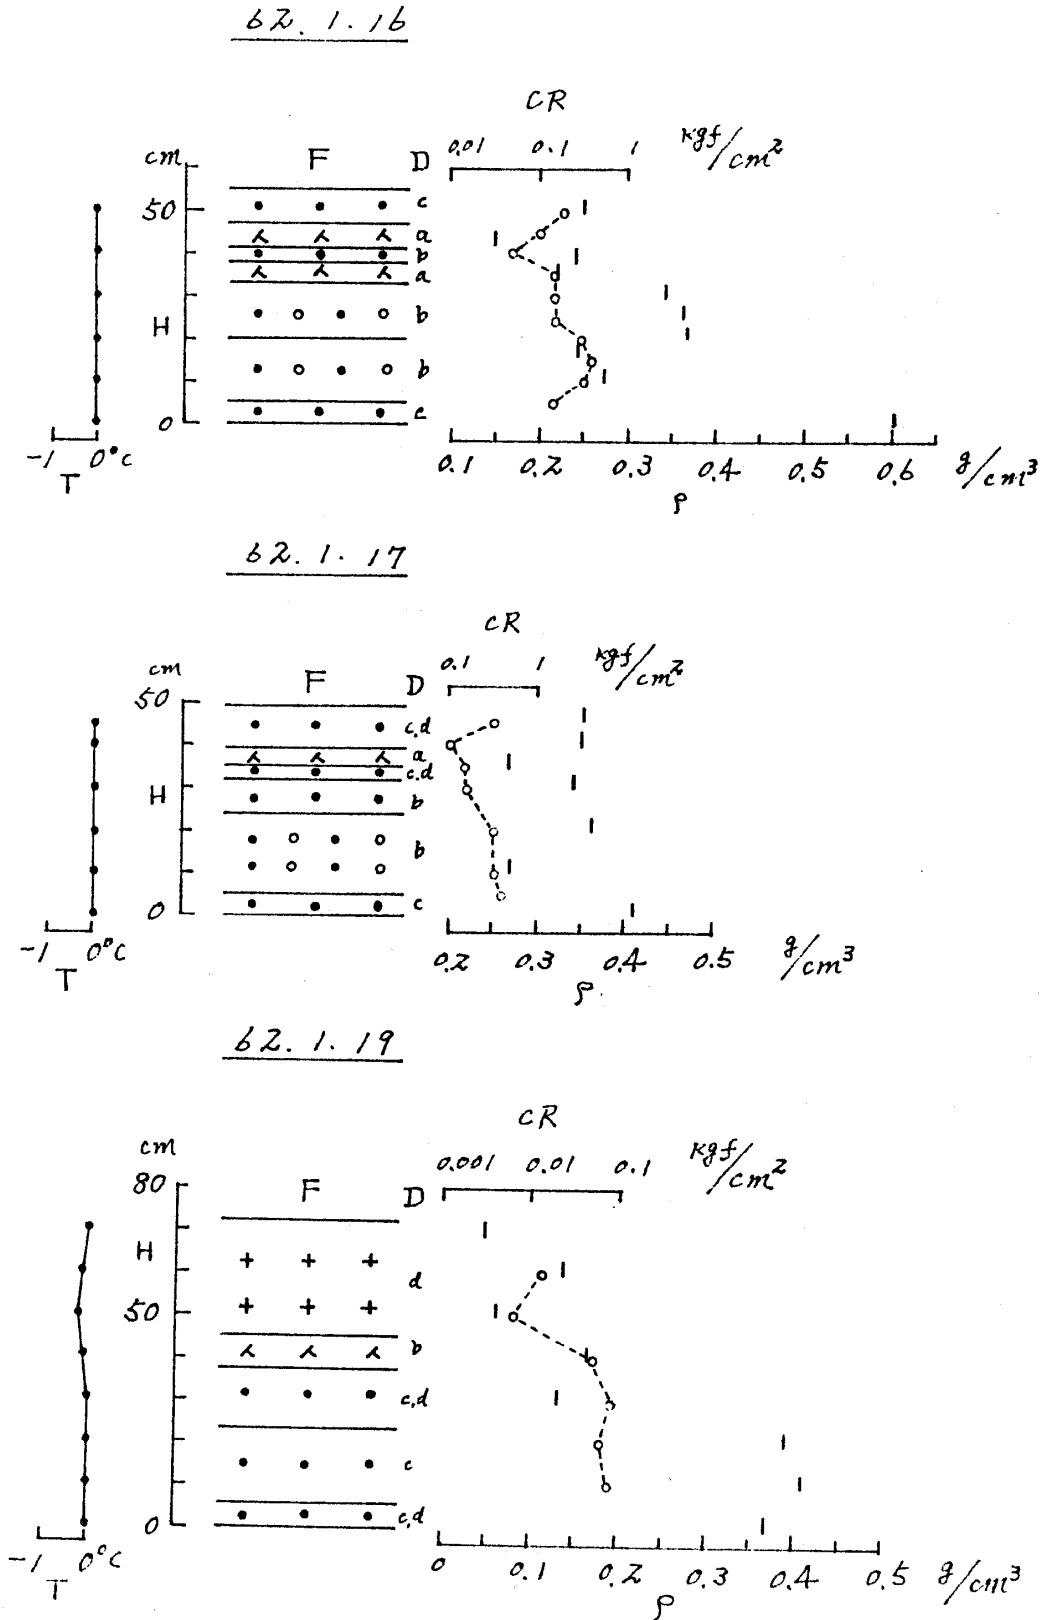 62.1.16
CR
cm F D 0.01 0.1 1 kgf/cm²
50 c
a
b
a
b
H
b
c
0
-1 0°C 0.1 0.2 0.3 0.4 0.5 0.6 g/cm³
T ρ
62.1.17
CR
cm F D 0.1 1 kgf/cm²
50
c,d
a
c,d
H b
b
c
0
-1 0°C 0.2 0.3 0.4 0.5 g/cm³
T ρ
62.1.19
CR
cm 0.001 0.01 0.1 kgf/cm²
80 F D
H
d
50
b
c,d
c
c,d
0
-1 0°C 0 0.1 0.2 0.3 0.4 0.5 g/cm³
T ρ